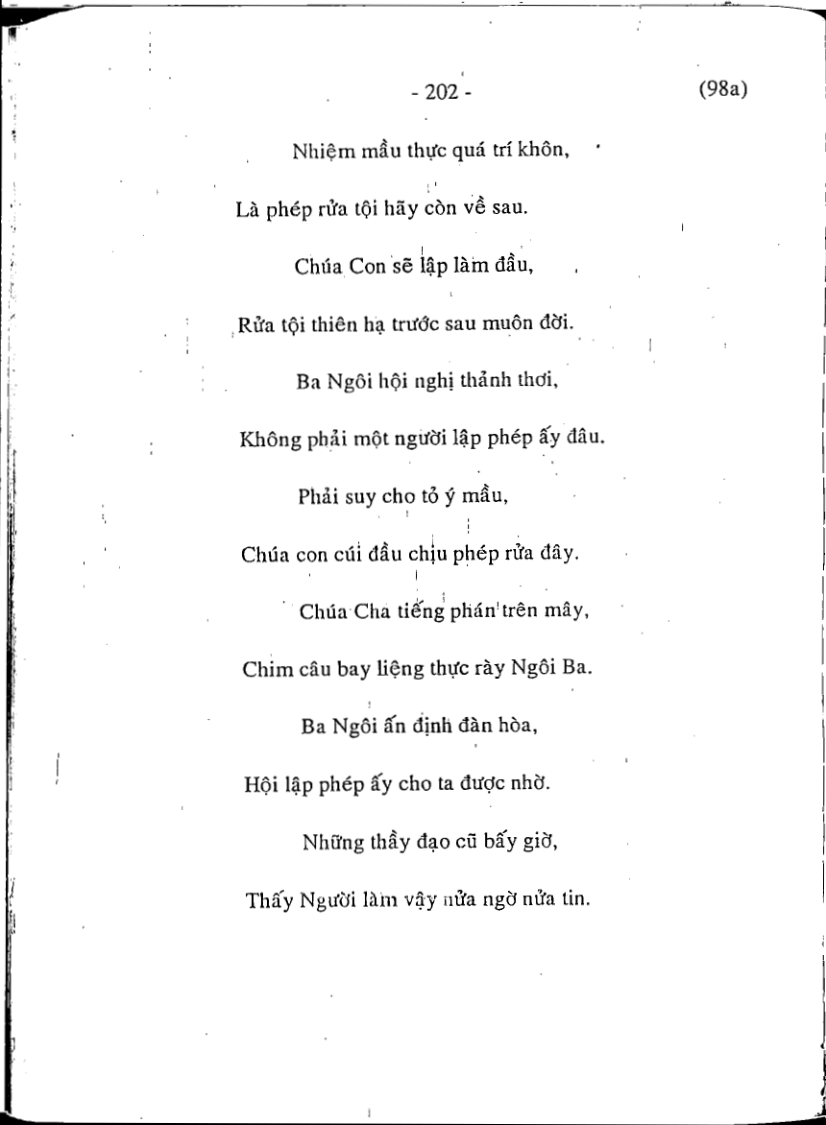 - 202 - (98a)
Nhiệm mầu thực quá trí khôn,
Là phép rửa tội hãy còn về sau.
Chúa Con sẽ lập làm đầu,
Rửa tội thiên hạ trước sau muôn đời.
Ba Ngôi hội nghị thảnh thơi,
Không phải một người lập phép ấy đâu.
Phải suy cho tỏ ý mầu,
Chúa con cúi đầu chịu phép rửa đây.
Chúa Cha tiếng phán trên mây,
Chim câu bay liệng thực rày Ngôi Ba.
Ba Ngôi ấn định đàn hòa,
Hội lập phép ấy cho ta được nhờ.
Những thầy đạo cũ bấy giờ,
Thấy Người làm vậy nửa ngờ nửa tin.